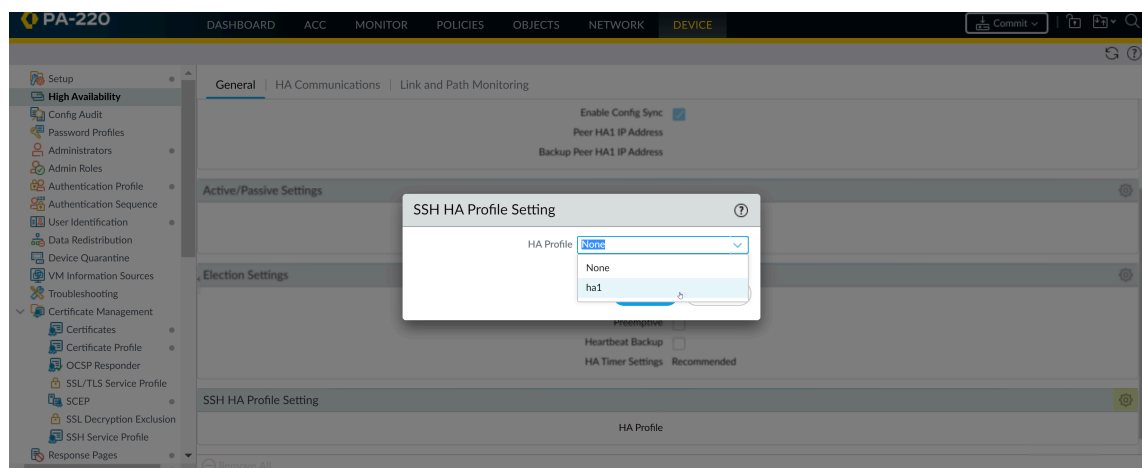 PA-220
DASHBOARD ACC MONITOR POLICIES OBJECTS NETWORK DEVICE
Commit
Setup
High Availability
Config Audit
Password Profiles
Administrators
Admin Roles
Authentication Profile
Authentication Sequence
User Identification
Data Redistribution
Device Quarantine
VM Information Sources
Troubleshooting
Certificate Management
Certificates
Certificate Profile
OCSP Responder
SSL/TLS Service Profile
SCEP
SSL Decryption Exclusion
SSH Service Profile
Response Pages
General | HA Communications | Link and Path Monitoring
Enable Config Sync
Peer HA1 IP Address
Backup Peer HA1 IP Address
Active/Passive Settings
SSH HA Profile Setting
HA Profile None
None
ha1
Election Settings
Preemptive
Heartbeat Backup
HA Timer Settings Recommended
SSH HA Profile Setting
HA Profile
Remove All